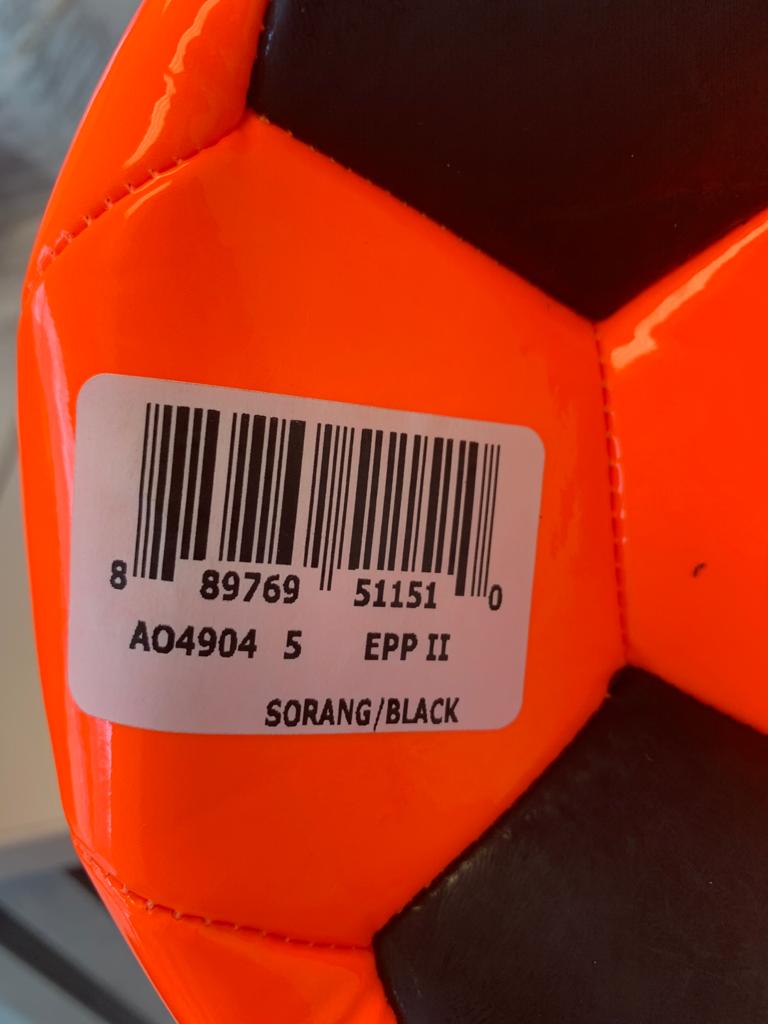 8 89769 51151 0
AO4904 5 EPP II
SORANG/BLACK